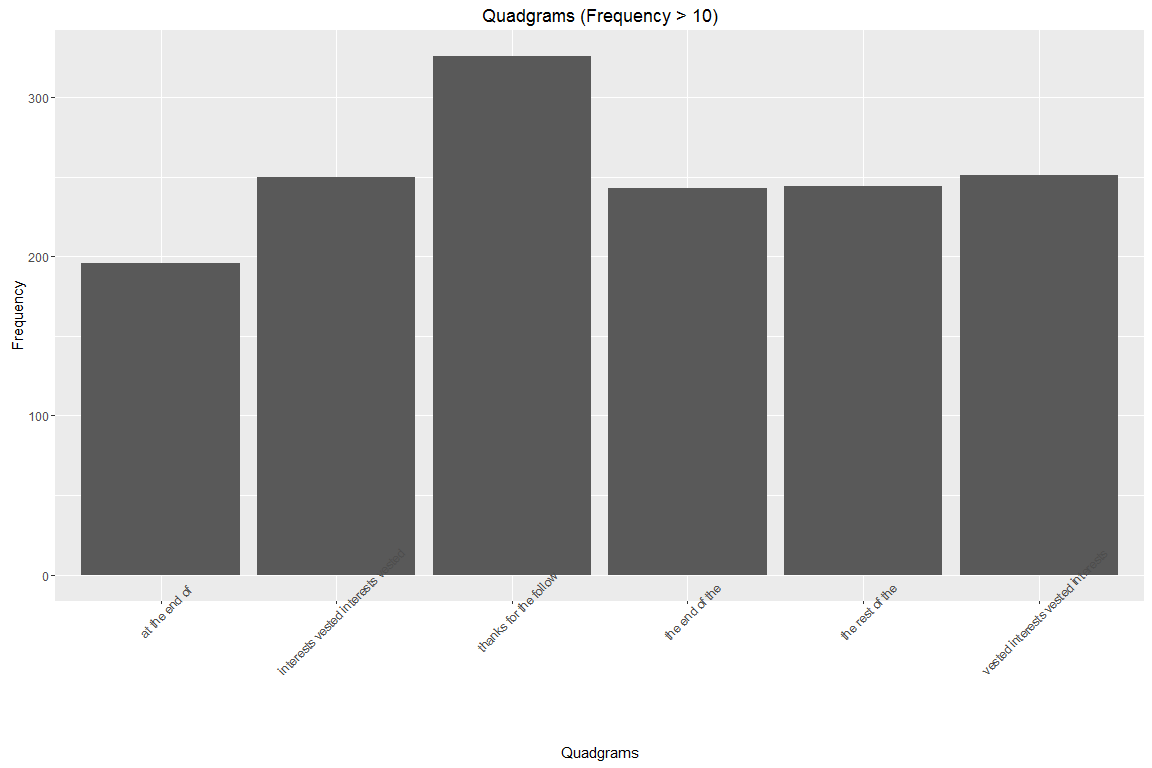 Quadgrams (Frequency > 10)
Frequency
300
200
100
0
at the end of
interests vested interests vested
thanks for the follow
the end of the
the rest of the
vested interests vested interests
Quadgrams